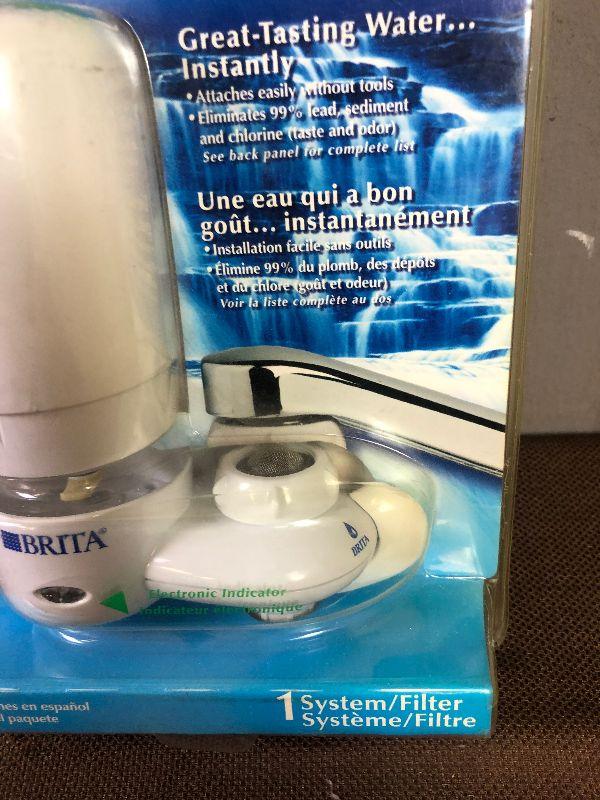 Great-Tasting Water...
Instantly
• Attaches easily without tools
• Eliminates 99% lead, sediment
and chlorine (taste and odor)
See back panel for complete list
Une eau qui a bon
goût... instantanément
• Installation facile sans outils
• Élimine 99% du plomb, des dépôts
et du chlore (goût et odeur)
Voir la liste complète au dos
BRITA®
BRITA
Electronic Indicator
Indicateur électronique
en español
paquete
1 System/Filter
Système/Filtre